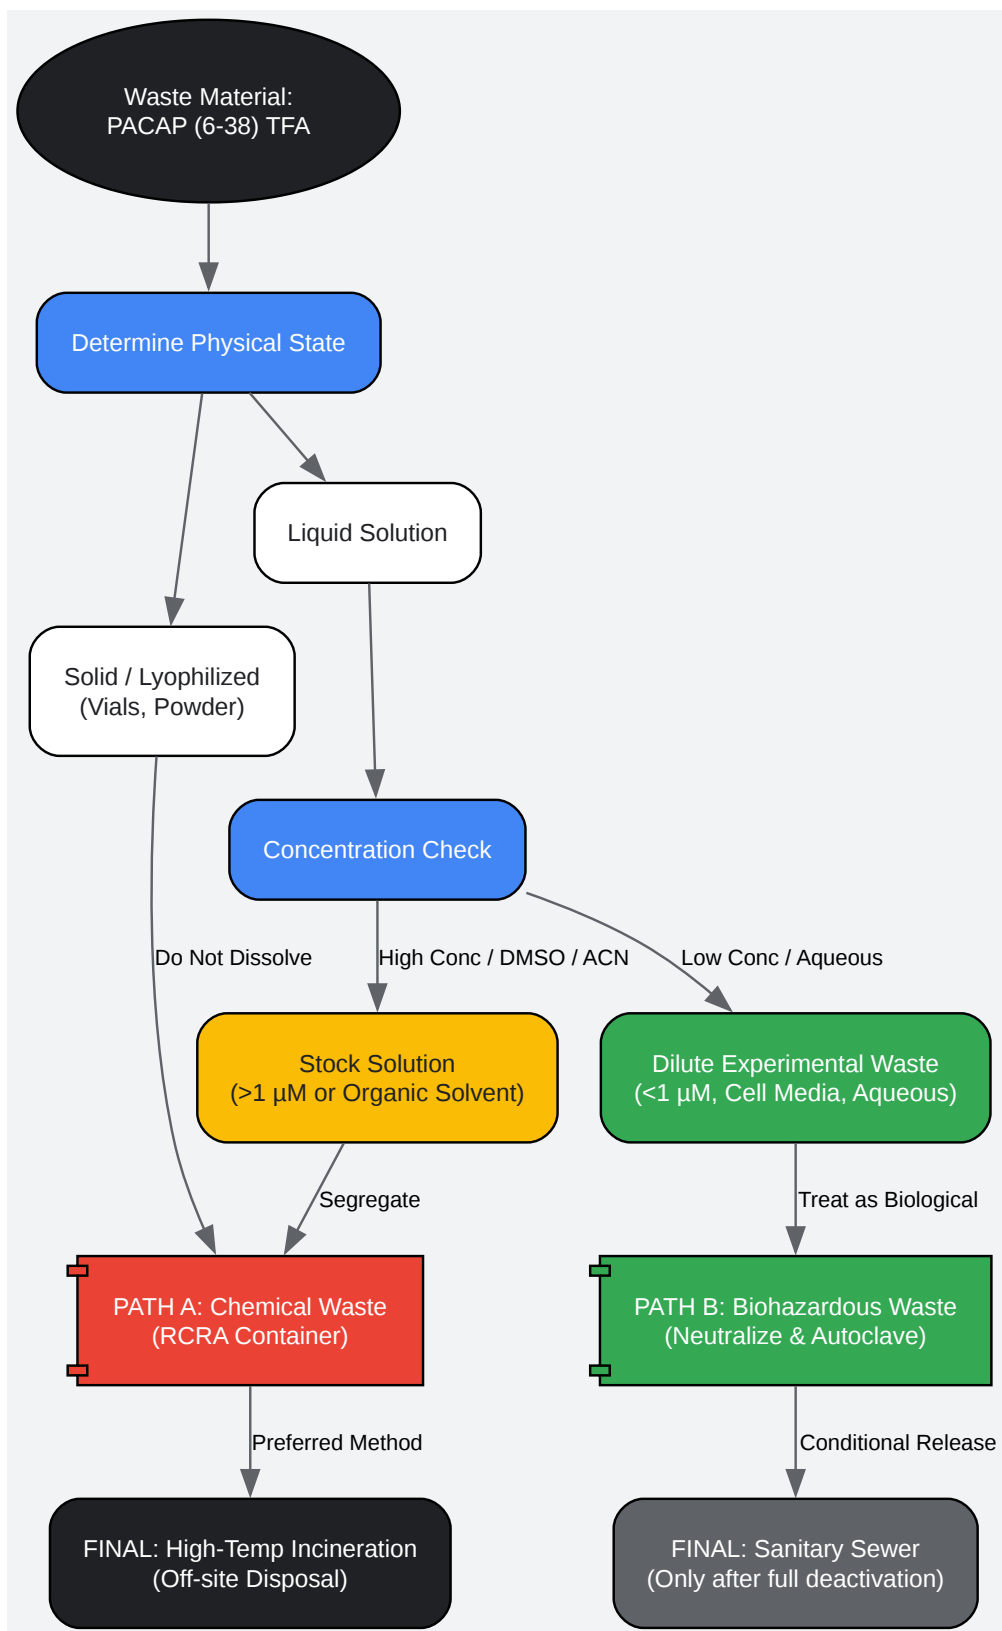 Waste Material:
PACAP (6-38) TFA
Determine Physical State
Liquid Solution
Solid / Lyophilized
(Vials, Powder)
Concentration Check
Do Not Dissolve
High Conc / DMSO / ACN
Low Conc / Aqueous
Stock Solution
(>1 µM or Organic Solvent)
Dilute Experimental Waste
(<1 µM, Cell Media, Aqueous)
Segregate
Treat as Biological
PATH A: Chemical Waste
(RCRA Container)
PATH B: Biohazardous Waste
(Neutralize & Autoclave)
Preferred Method
Conditional Release
FINAL: High-Temp Incineration
(Off-site Disposal)
FINAL: Sanitary Sewer
(Only after full deactivation)